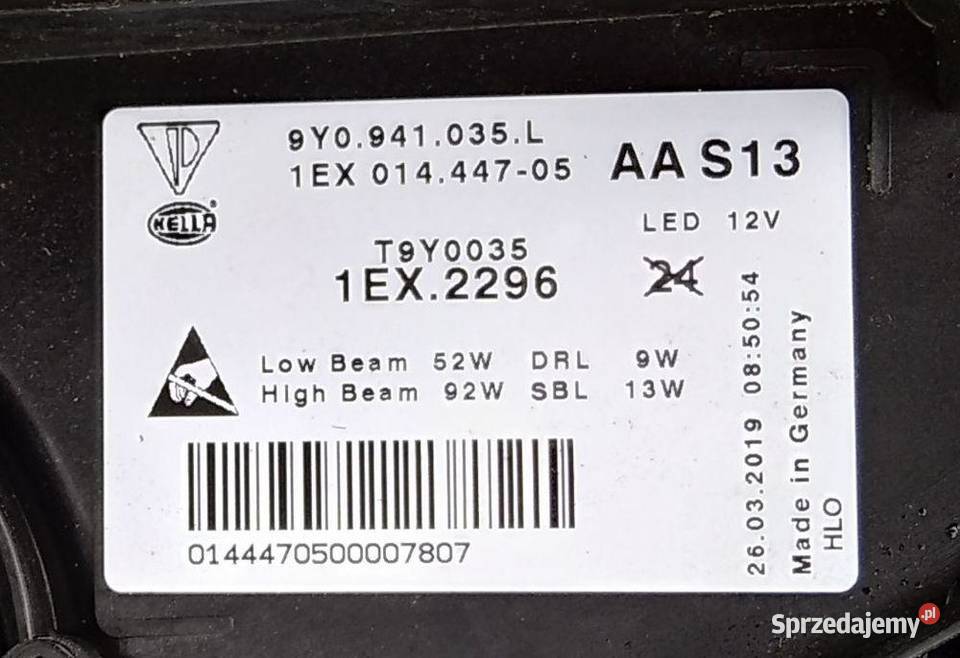 9Y0.941.035.L
1EX 014.447-05
AA S13
HELLA
LED 12V
T9Y0035
1EX.2296
24
Low Beam 52W DRL 9W
High Beam 92W SBL 13W
01444470500007807
26.03.2019 08:50:54
Made in Germany
HLO
Sprzedajemy.pl